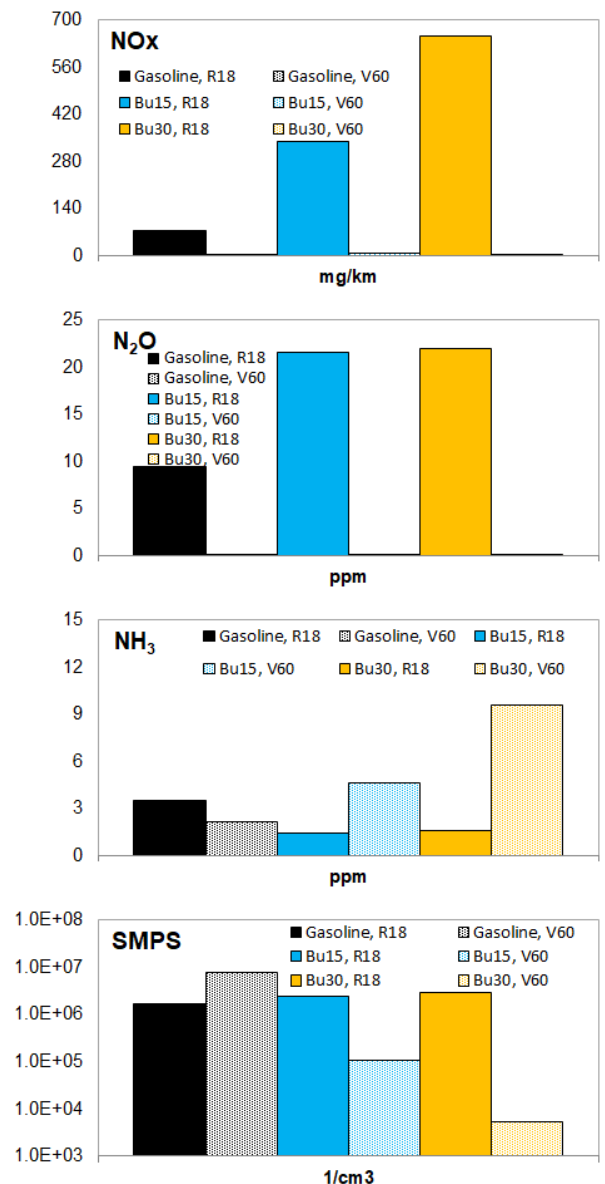 700
NOx
560
Gasoline, R18 Gasoline, V60
420
Bu15, R18 Bu15, V60
Bu30, R18 Bu30, V60
280
140
0
mg/km
25
N₂O
Gasoline, R18
20
Gasoline, V60
Bu15, R18
15
Bu15, V60
Bu30, R18
10
Bu30, V60
5
0
ppm
15
NH₃
Gasoline, R18 Gasoline, V60 Bu15, R18
12
Bu15, V60 Bu30, R18 Bu30, V60
9
6
3
0
ppm
1.0E+08
SMPS
Gasoline, R18 Gasoline, V60
1.0E+07
Bu15, R18 Bu15, V60
Bu30, R18 Bu30, V60
1.0E+06
1.0E+05
1.0E+04
1.0E+03
1/cm3